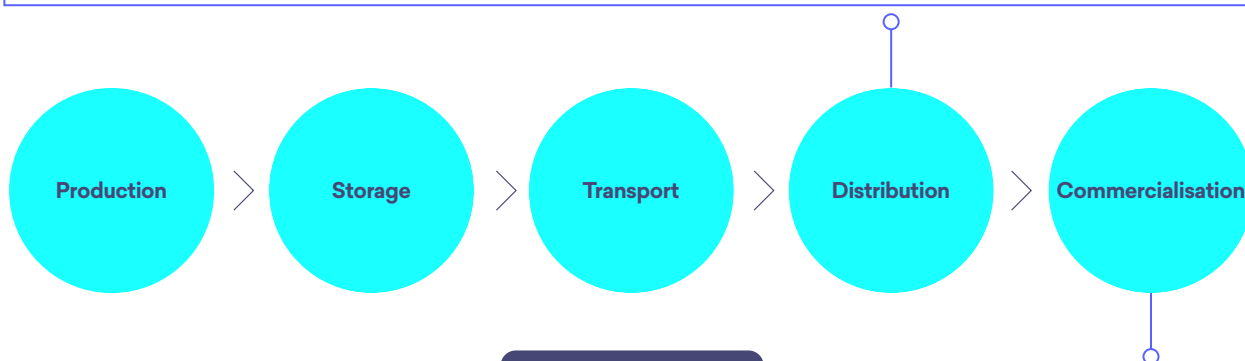 Production
Storage
Transport
Distribution
Commercialisation